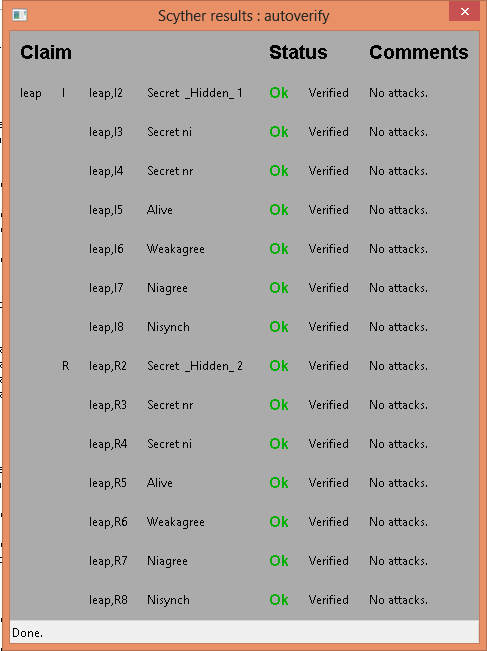 Scyther results : autoverify
Claim Status Comments
leap I leap,I2 Secret _Hidden_ 1 Ok Verified No attacks.
leap,I3 Secret ni Ok Verified No attacks.
leap,I4 Secret nr Ok Verified No attacks.
leap,I5 Alive Ok Verified No attacks.
leap,I6 Weakagree Ok Verified No attacks.
leap,I7 Niagree Ok Verified No attacks.
leap,I8 Nisynch Ok Verified No attacks.
R leap,R2 Secret _Hidden_ 2 Ok Verified No attacks.
leap,R3 Secret nr Ok Verified No attacks.
leap,R4 Secret ni Ok Verified No attacks.
leap,R5 Alive Ok Verified No attacks.
leap,R6 Weakagree Ok Verified No attacks.
leap,R7 Niagree Ok Verified No attacks.
leap,R8 Nisynch Ok Verified No attacks.
Done.